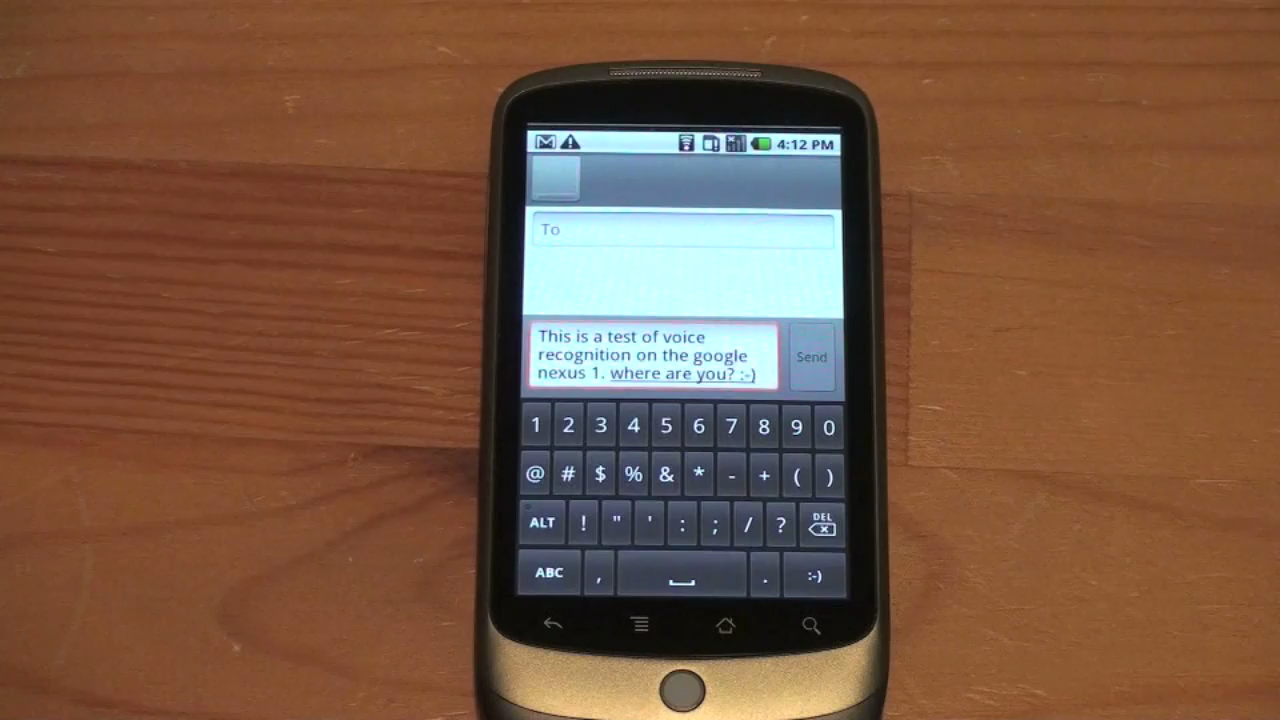 4:12 PM
To
This is a test of voice
recognition on the google
nexus 1. where are you? :-)
Send
1 2 3 4 5 6 7 8 9 0
@ # $ % & * - + ( )
ALT ! " ' : ; / ? DEL
ABC , . :-)